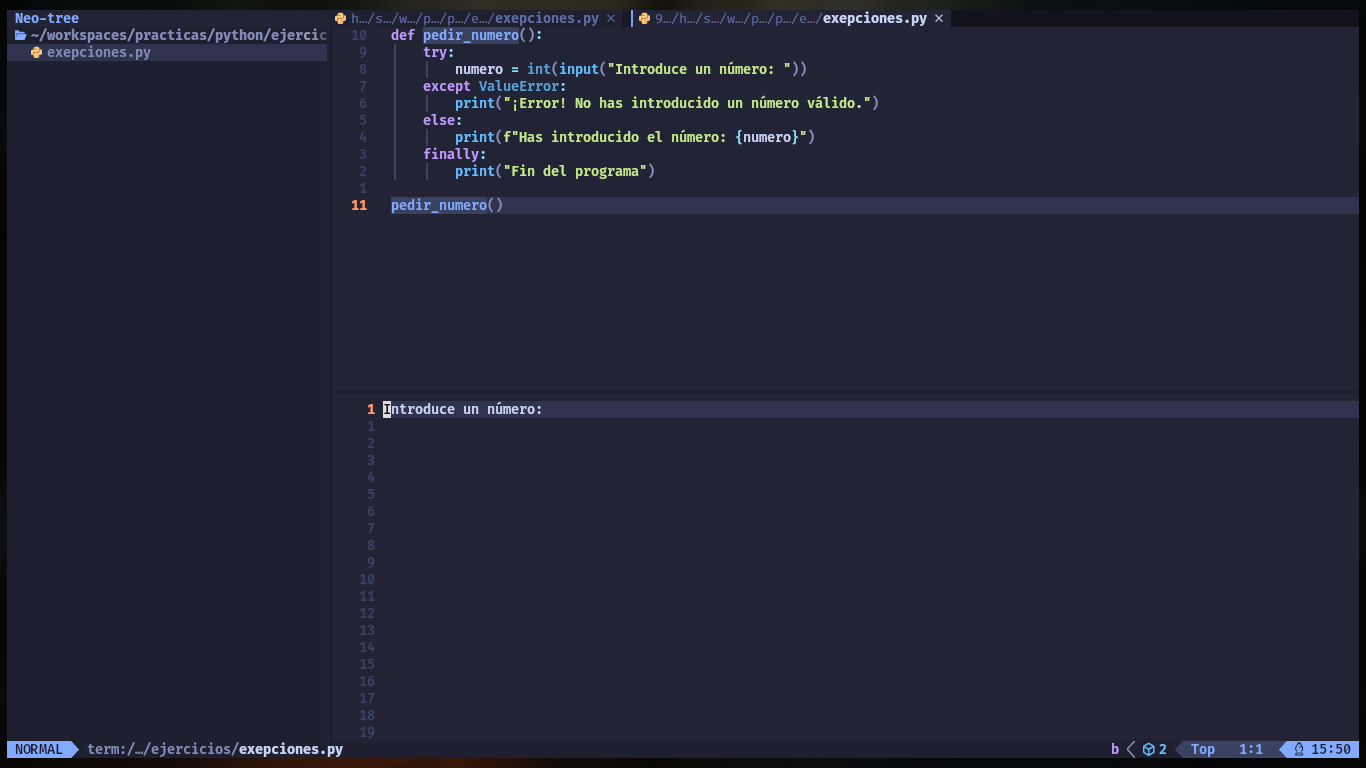 Neo-tree
~/workspaces/practicas/python/ejercic
exepciones.py
h…/s…/w…/p…/p…/e…/exepciones.py ×
9…/h…/s…/w…/p…/p…/e…/exepciones.py ×
10 def pedir_numero():
9 try:
8 numero = int(input("Introduce un número: "))
7 except ValueError:
6 print("¡Error! No has introducido un número válido.")
5 else:
4 print(f"Has introducido el número: {numero}")
3 finally:
2 print("Fin del programa")
1
11 pedir_numero()
1 Introduce un número:
1
2
3
4
5
6
7
8
9
10
11
12
13
14
15
16
17
18
19
NORMAL term:/…/ejercicios/exepciones.py b 2 Top 1:1 15:50